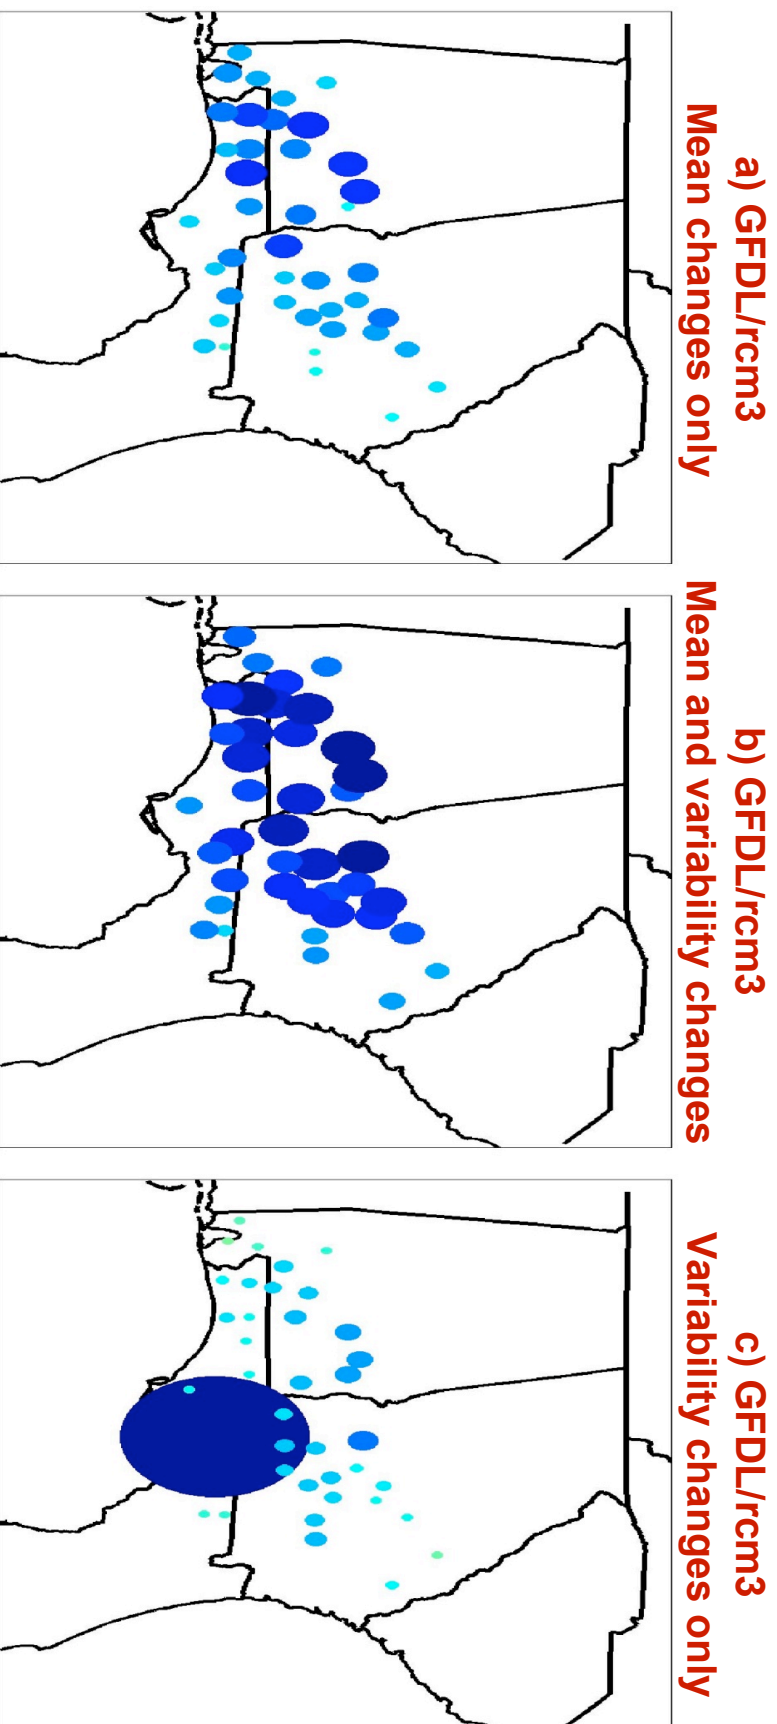 a) GFDL/rcm3
Mean changes only
b) GFDL/rcm3
Mean and variability changes
c) GFDL/rcm3
Variability changes only